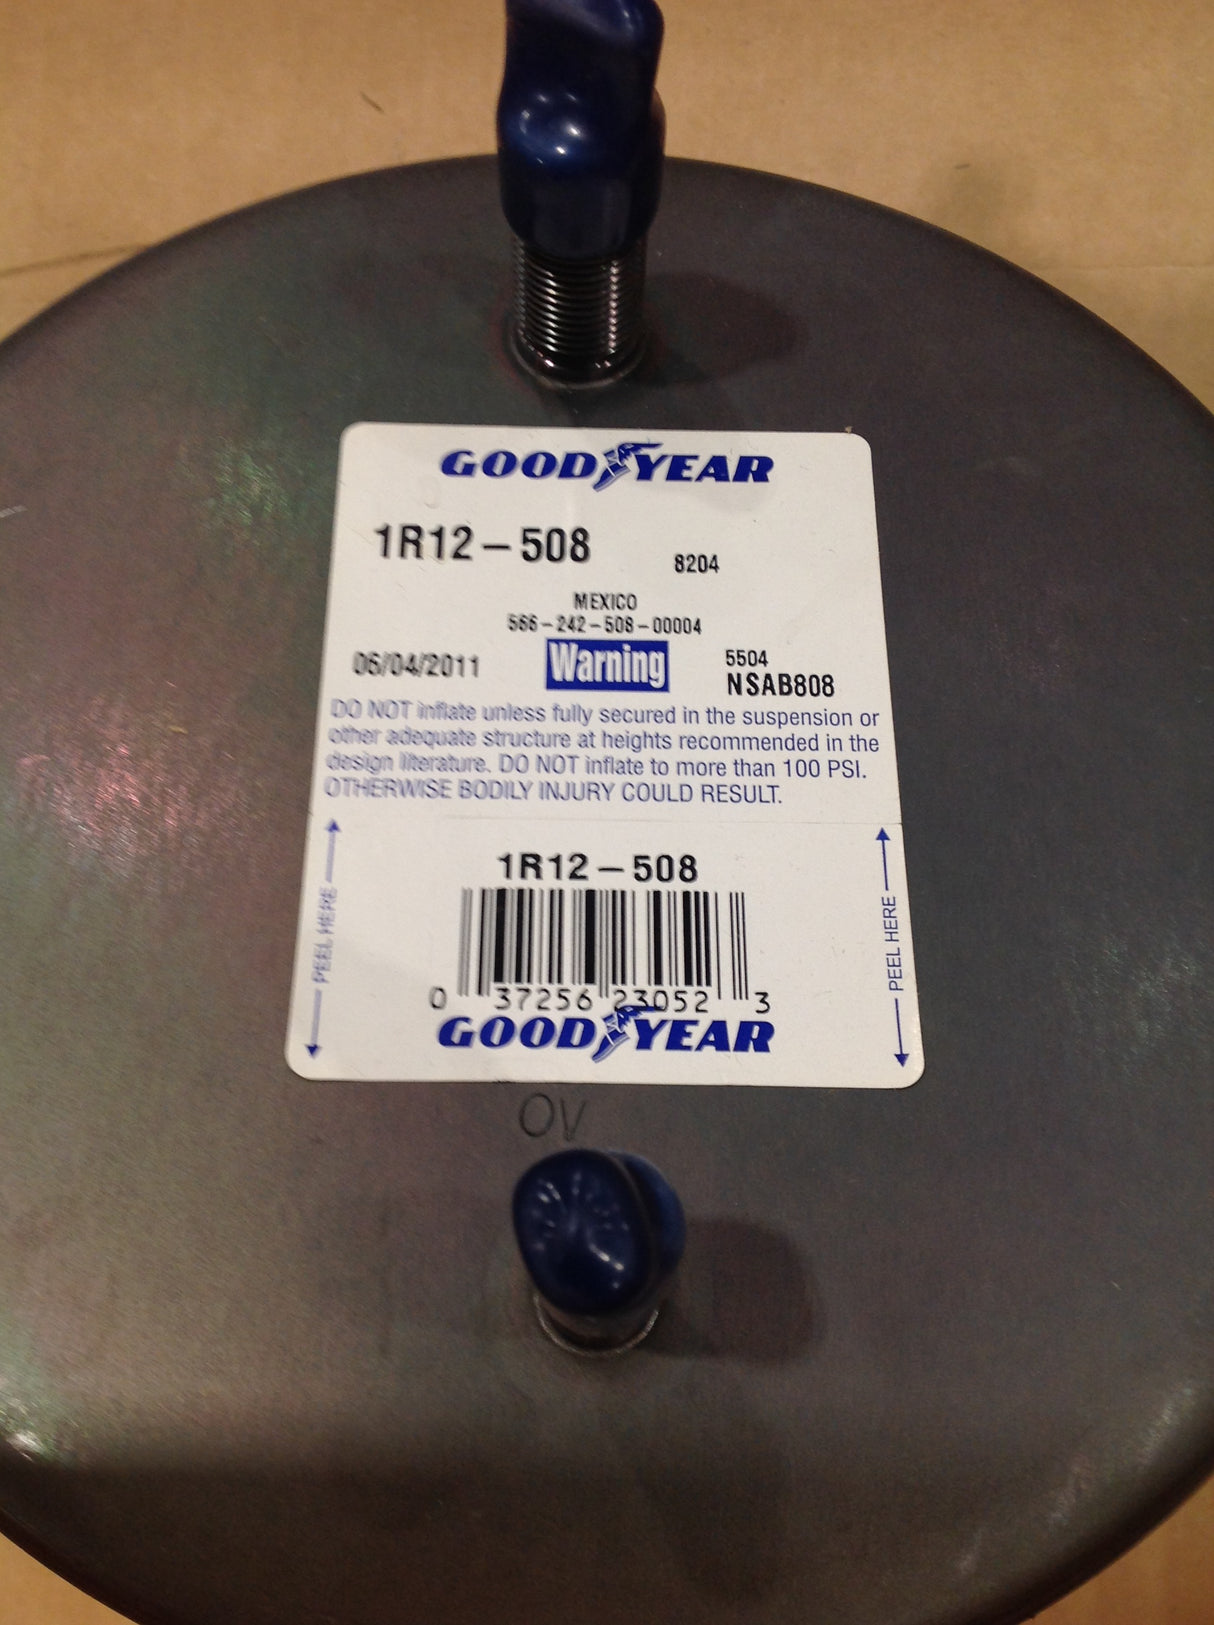 GOODYEAR
1R12-508 8204
MEXICO
566-242-508-00004
06/04/2011 Warning 5504
NSAB808
DO NOT inflate unless fully secured in the suspension or
other adequate structure at heights recommended in the
design literature. DO NOT inflate to more than 100 PSI.
OTHERWISE BODILY INJURY COULD RESULT.
PEEL HERE
1R12-508
PEEL HERE
0 37256 23052 3
GOODYEAR
OV